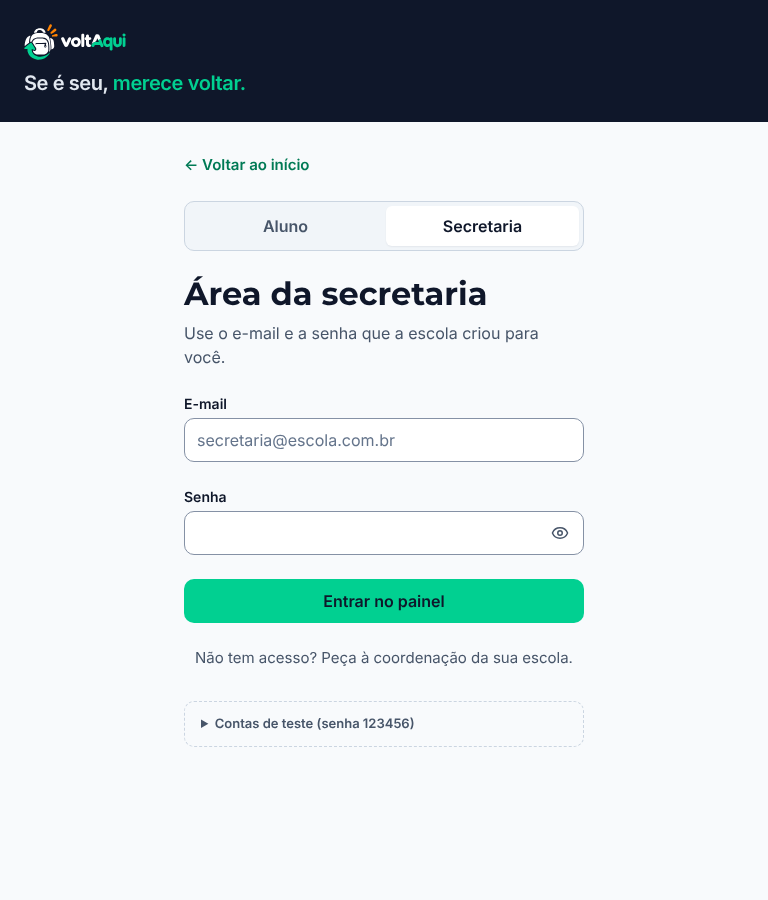 voltAqui
Se é seu, merece voltar.
← Voltar ao início
Aluno
Secretaria
Área da secretaria
Use o e-mail e a senha que a escola criou para
você.
E-mail
secretaria@escola.com.br
Senha
Entrar no painel
Não tem acesso? Peça à coordenação da sua escola.
▶ Contas de teste (senha 123456)